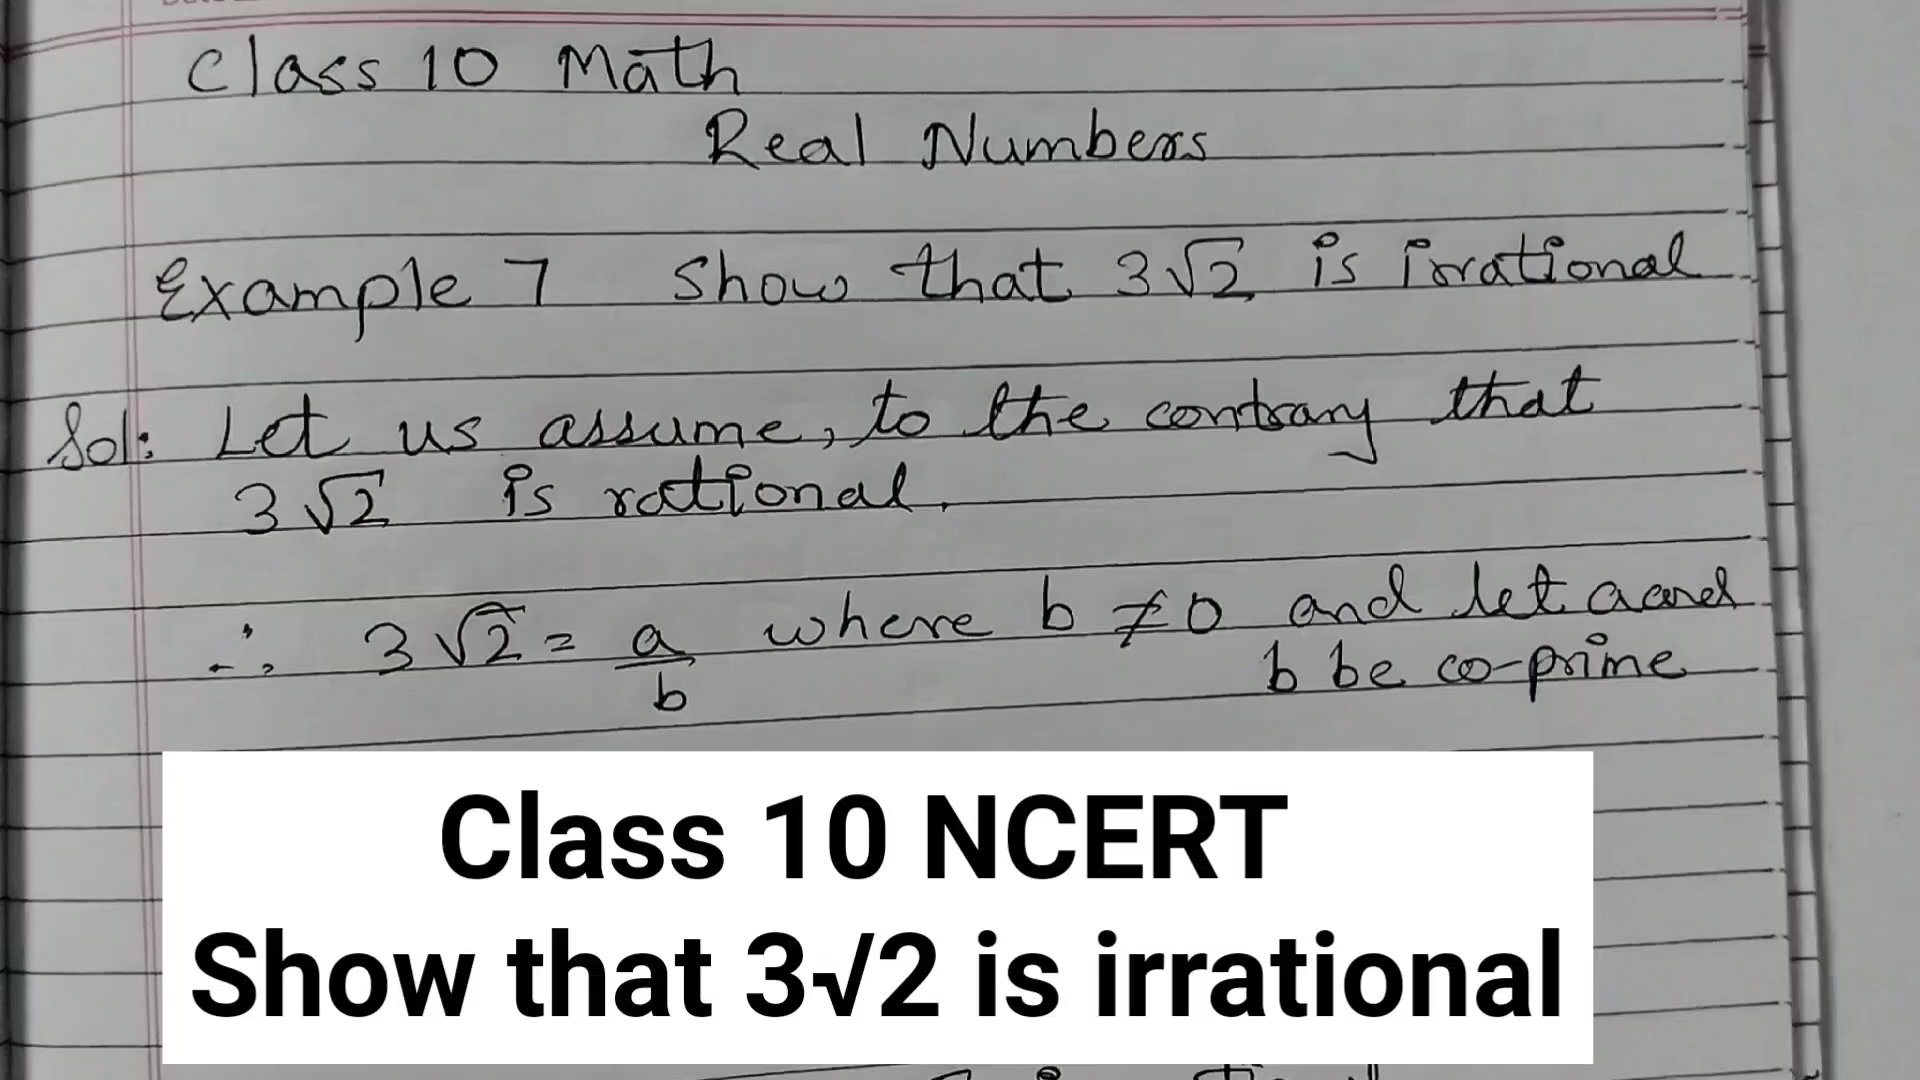 Class 10 Math
Real Numbers
Example 7 Show that 3√2 is irrational
Sol: Let us assume, to the contrary that
3√2 is rational.
∴ 3√2 = a/b where b ≠ 0 and let a and
b be co-prime
Class 10 NCERT
Show that 3√2 is irrational